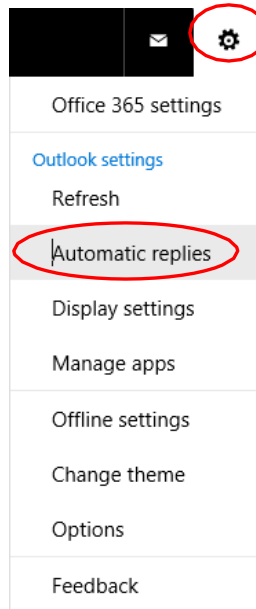 Office 365 settings
Outlook settings
Refresh
Automatic replies
Display settings
Manage apps
Offline settings
Change theme
Options
Feedback